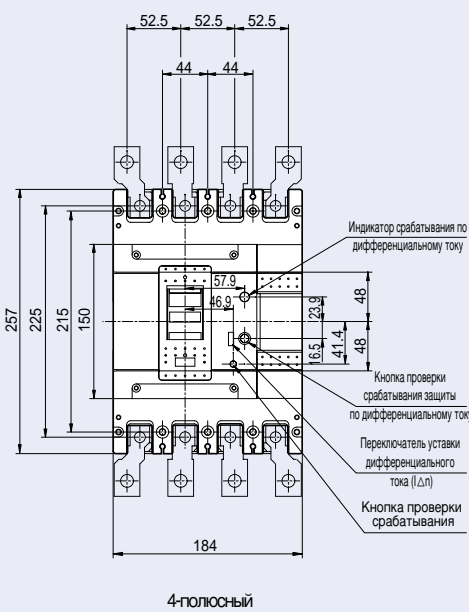 52.5 52.5 52.5
44 44
Индикатор срабатывания по
дифференциальному току
57.9
46.9
23.9
48
257
225
215
150
16.5
41.4
48
Кнопка проверки
срабатывания защиты
по дифференциальному току
Переключатель уставки
дифференциального
тока (I△n)
Кнопка проверки
срабатывания
184
4-полюсный